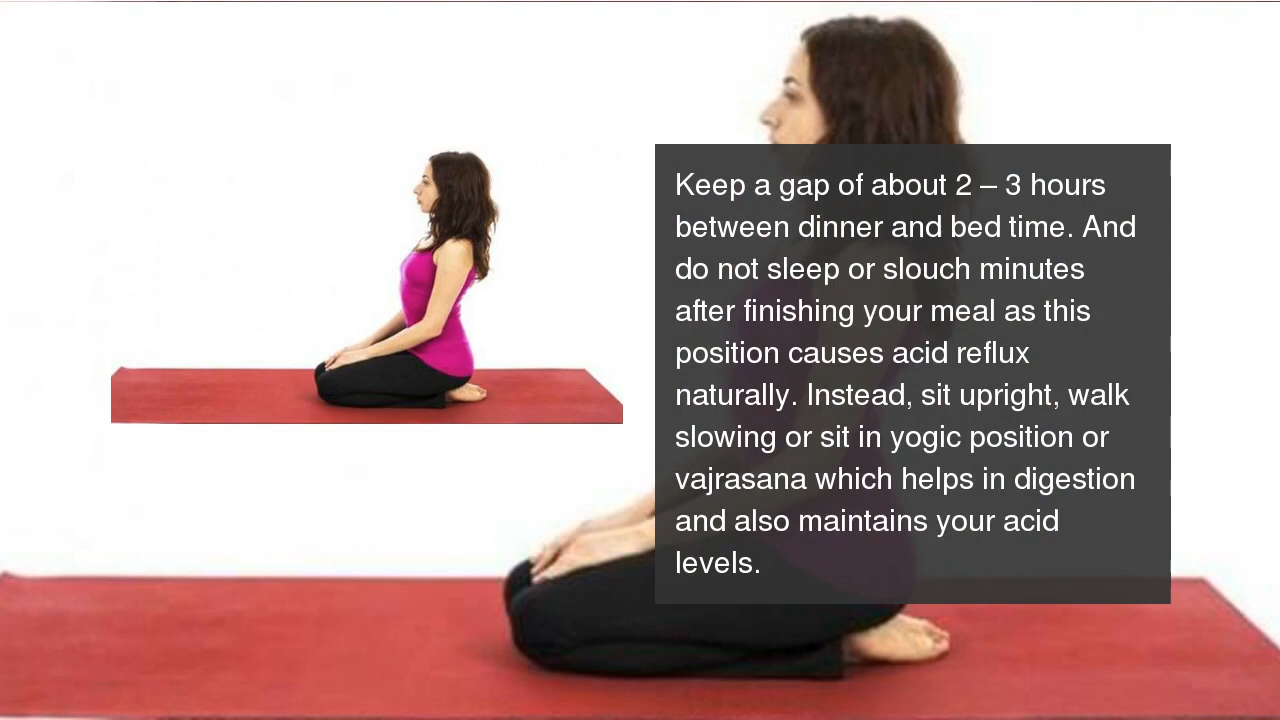 Keep a gap of about 2 – 3 hours
between dinner and bed time. And
do not sleep or slouch minutes
after finishing your meal as this
position causes acid reflux
naturally. Instead, sit upright, walk
slowing or sit in yogic position or
vajrasana which helps in digestion
and also maintains your acid
levels.